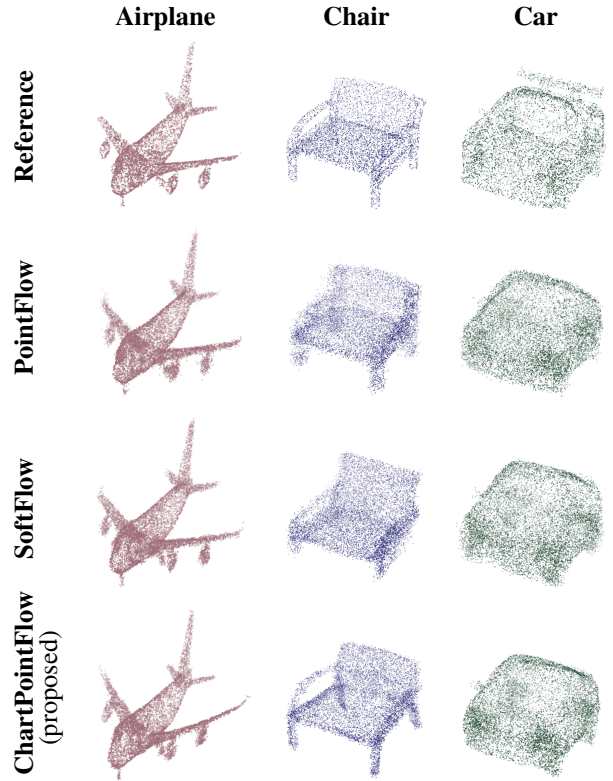 Airplane Chair Car
Reference
PointFlow
SoftFlow
ChartPointFlow
(proposed)